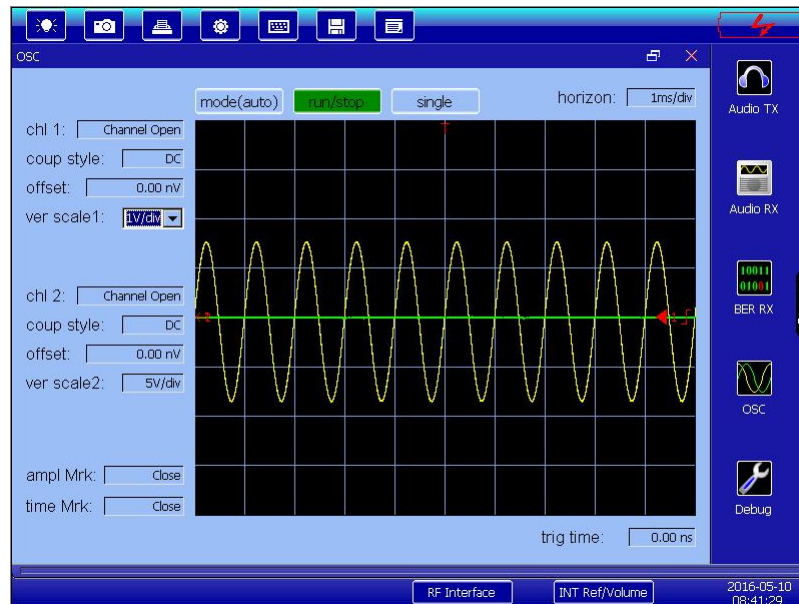 OSC
mode(auto)
run/stop
single
horizon:
1ms/div
chl 1:
Channel Open
coup style:
DC
offset:
0.00 nV
ver scale1:
1V/div
chl 2:
Channel Open
coup style:
DC
offset:
0.00 nV
ver scale2:
5V/div
ampl Mrk:
Close
time Mrk:
Close
trig time:
0.00 ns
Audio TX
Audio RX
10011
01001
BER RX
OSC
Debug
RF Interface
INT Ref/Volume
2016-05-10
08:41:29